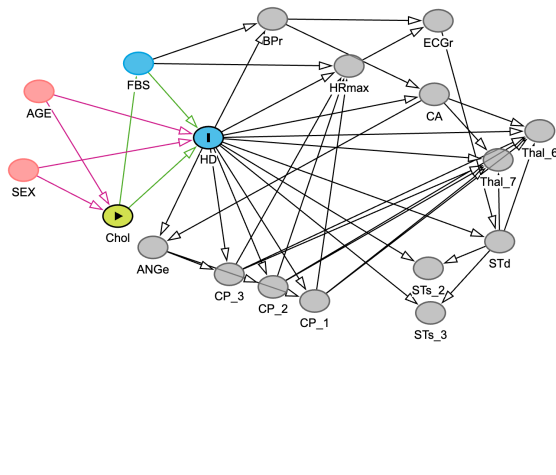 BPr
ECGr
FBS
HRmax
AGE
CA
HD
Thal_6
Thal_7
SEX
Chol
ANGe
STd
CP_3
STs_2
CP_2
CP_1
STs_3